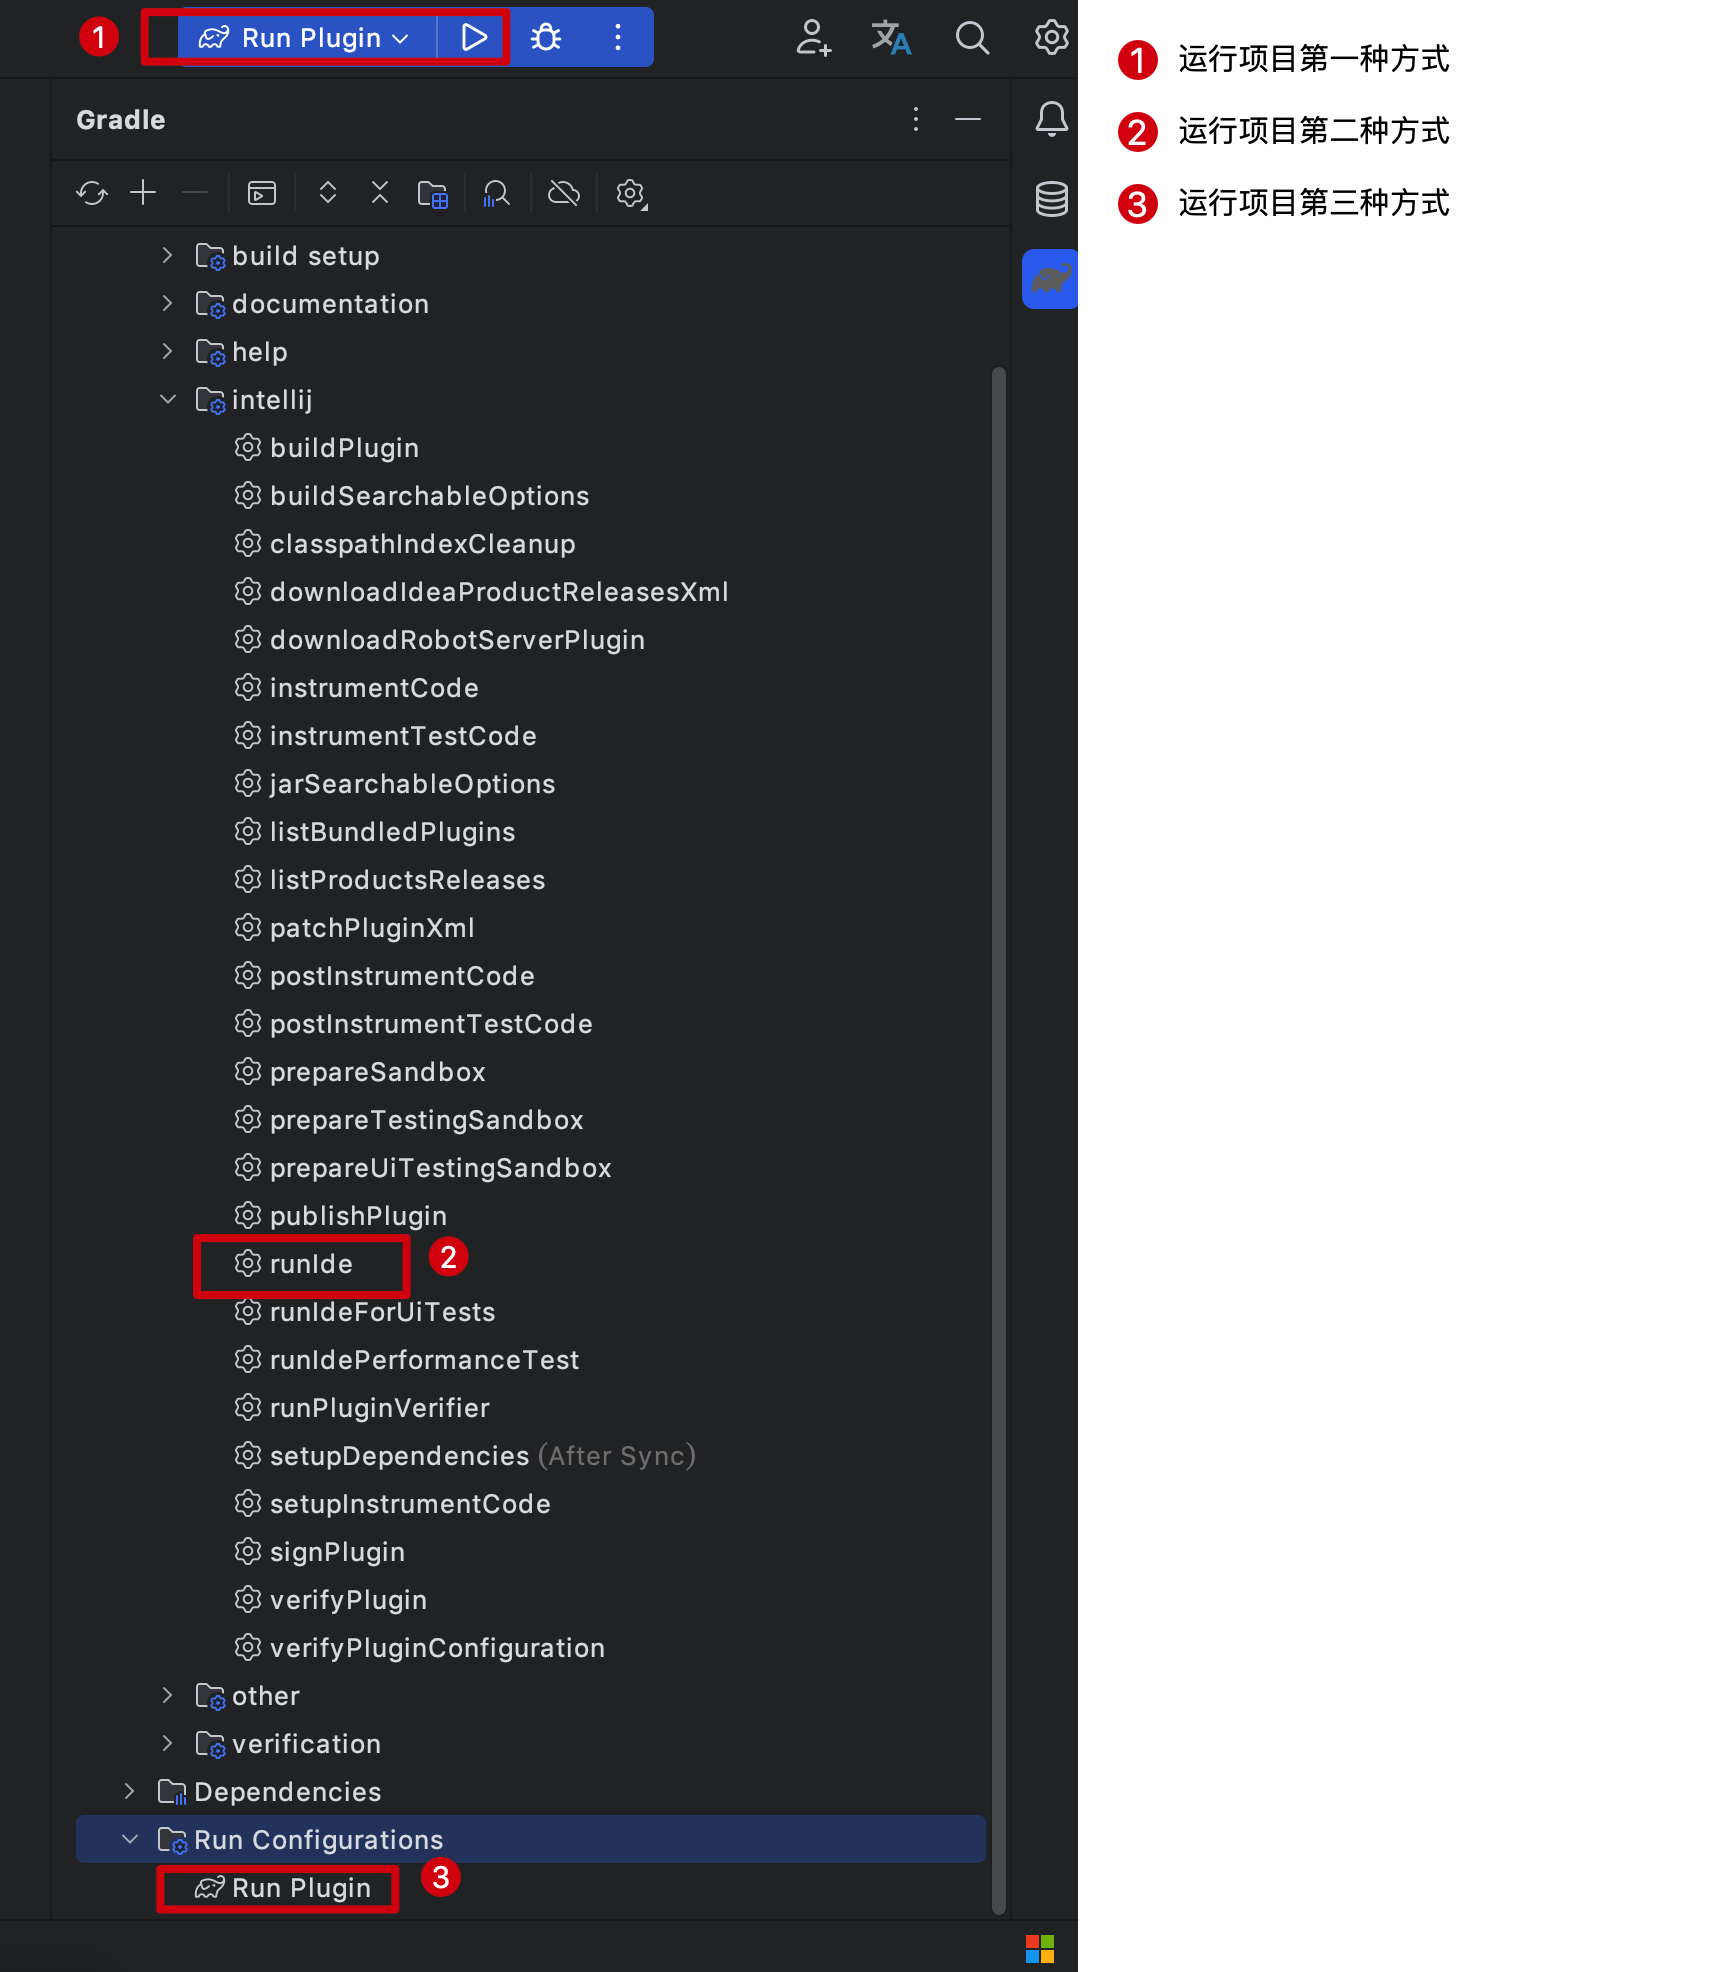 1 Run Plugin
文A
Gradle
build setup
documentation
help
intellij
buildPlugin
buildSearchableOptions
classpathIndexCleanup
downloadIdeaProductReleasesXml
downloadRobotServerPlugin
instrumentCode
instrumentTestCode
jarSearchableOptions
listBundledPlugins
listProductsReleases
patchPluginXml
postInstrumentCode
postInstrumentTestCode
prepareSandbox
prepareTestingSandbox
prepareUiTestingSandbox
publishPlugin
runIde 2
runIdeForUiTests
runIdePerformanceTest
runPluginVerifier
setupDependencies (After Sync)
setupInstrumentCode
signPlugin
verifyPlugin
verifyPluginConfiguration
other
verification
Dependencies
Run Configurations
Run Plugin 3
1 运行项目第一种方式
2 运行项目第二种方式
3 运行项目第三种方式